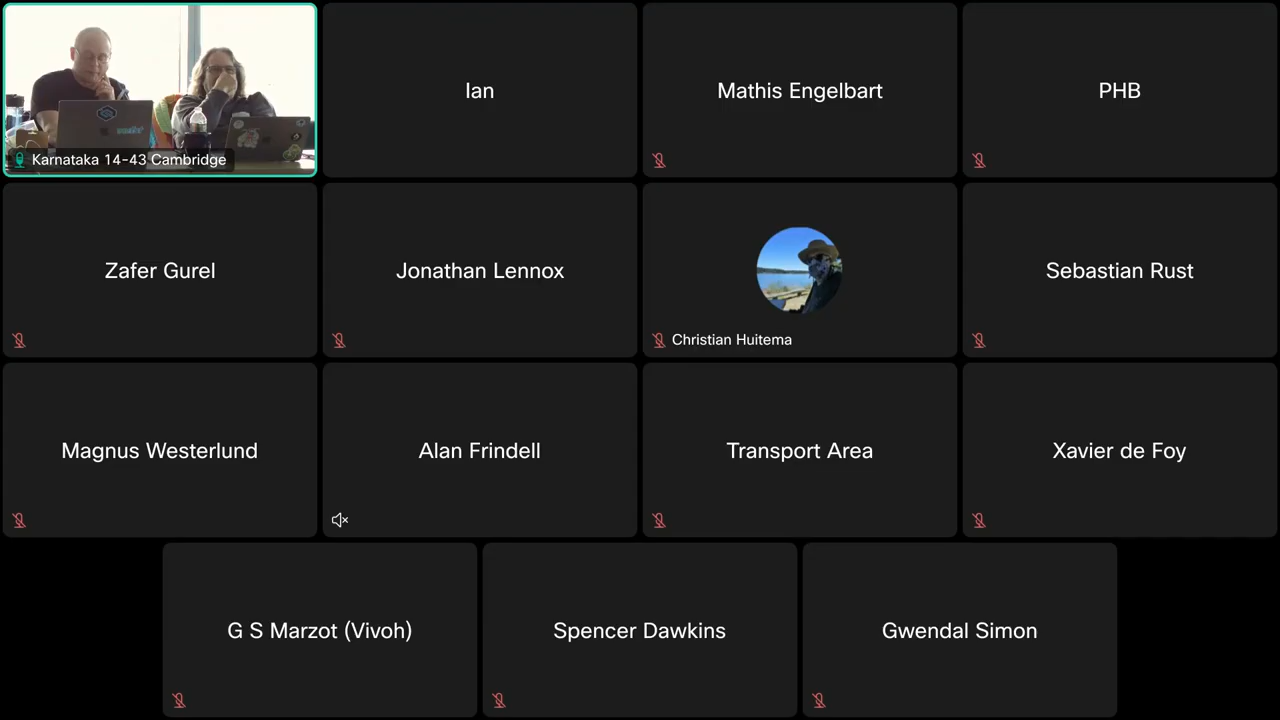 Karnataka 14-43 Cambridge
Ian
Mathis Engelbart
PHB
Zafer Gurel
Jonathan Lennox
Christian Huitema
Sebastian Rust
Magnus Westerlund
Alan Frindell
Transport Area
Xavier de Foy
G S Marzot (Vivoh)
Spencer Dawkins
Gwendal Simon